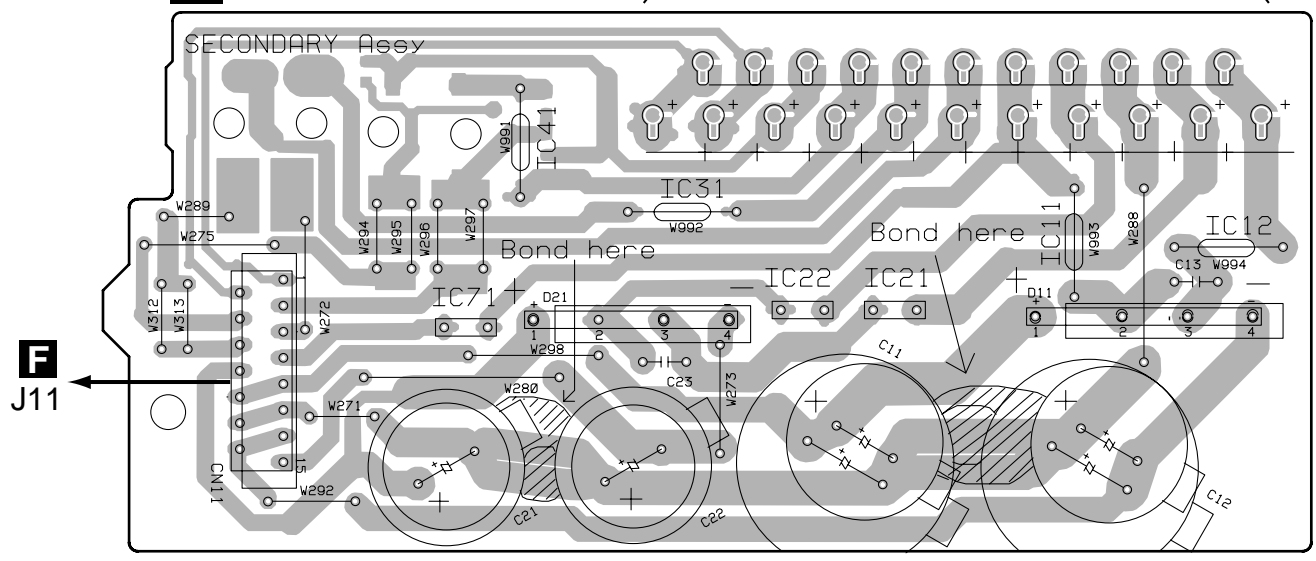 SECONDARY Assy
W991
IC41
IC31
W992
W289
W275
W294
W295
W296
W297
Bond here
Bond here
IC11
W993
W288
IC12
C13
W994
W312
W313
W272
IC71
+
D21
−
IC22
IC21
+
D11
−
+
1
2
3
4
-
+
1
2
3
4
-
W298
C23
W273
C11
F
J11
W280
W271
CN11
15
W292
C21
C22
C12